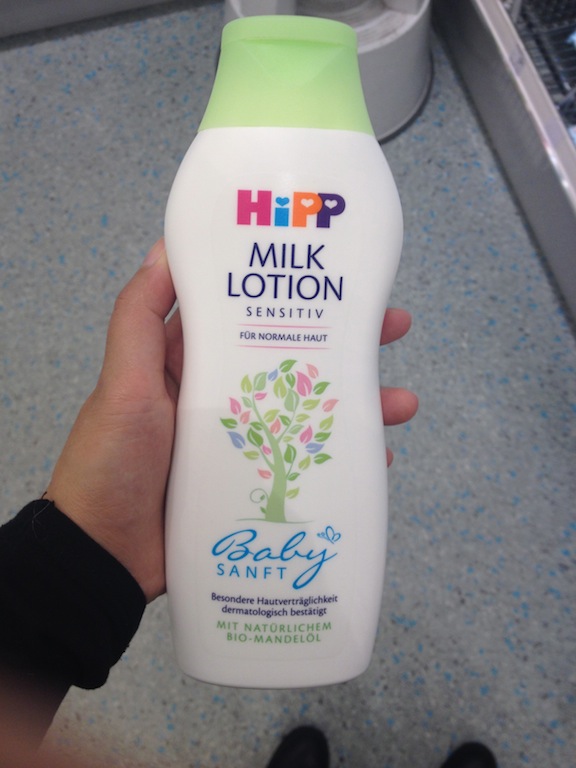 HiPP
MILK
LOTION
SENSITIV
FÜR NORMALE HAUT
Baby
SANFT
Besondere Hautverträglichkeit
dermatologisch bestätigt
MIT NATÜRLICHEM
BIO-MANDELÖL